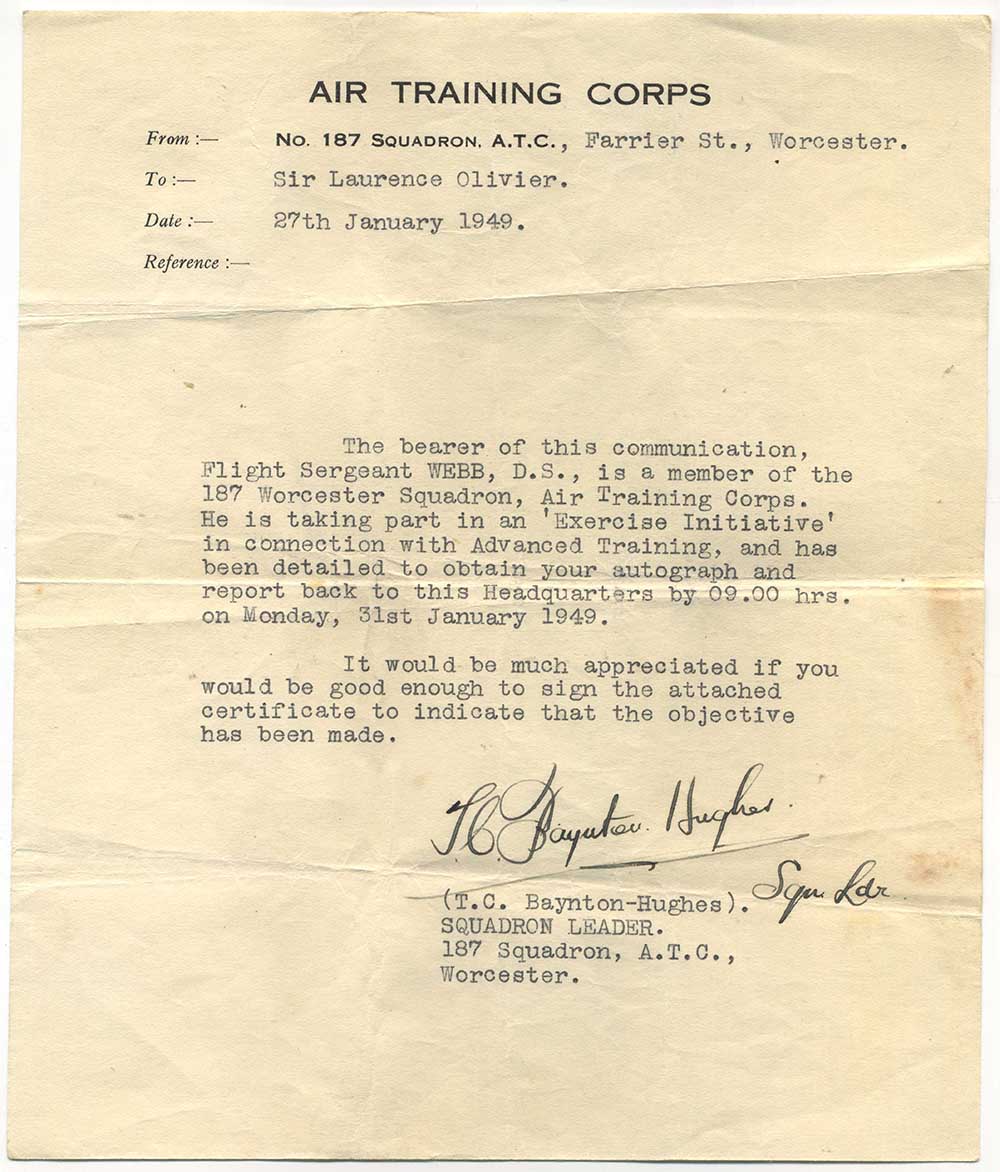 AIR TRAINING CORPS
From :— No. 187 SQUADRON, A.T.C., Farrier St., Worcester.
To :— Sir Laurence Olivier.
Date :— 27th January 1949.
Reference :—
The bearer of this communication,
Flight Sergeant WEBB, D.S., is a member of the
187 Worcester Squadron, Air Training Corps.
He is taking part in an 'Exercise Initiative'
in connection with Advanced Training, and has
been detailed to obtain your autograph and
report back to this Headquarters by 09.00 hrs.
on Monday, 31st January 1949.
It would be much appreciated if you
would be good enough to sign the attached
certificate to indicate that the objective
has been made.
T.C. Baynton-Hughes.
Sqn. Ldr
(T.C. Baynton-Hughes).
SQUADRON LEADER.
187 Squadron, A.T.C.,
Worcester.